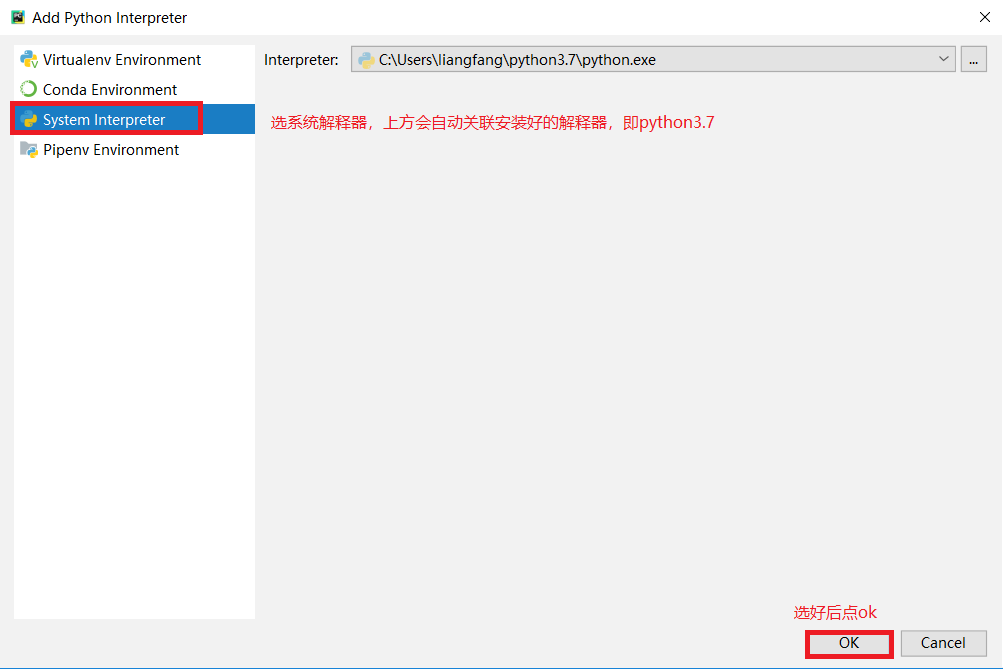 Add Python Interpreter
Virtualenv Environment
Interpreter: C:\Users\liangfang\python3.7\python.exe ...
Conda Environment
System Interpreter
选系统解释器，上方会自动关联安装好的解释器，即python3.7
Pipenv Environment
选好后点ok
OK Cancel